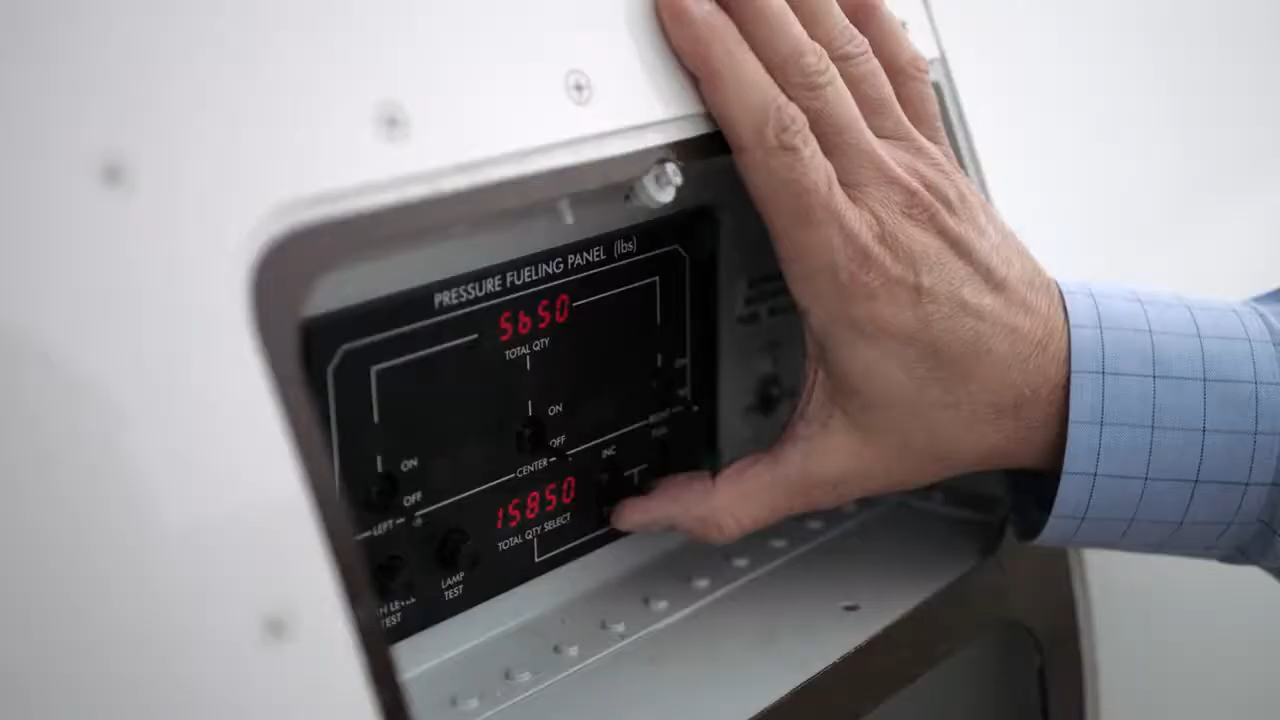 PRESSURE FUELING PANEL (lbs)
5650
TOTAL QTY
ON
OFF
ON
OFF
CENTER
LEFT
INC
15850
TOTAL QTY SELECT
LAMP
TEST
TEST